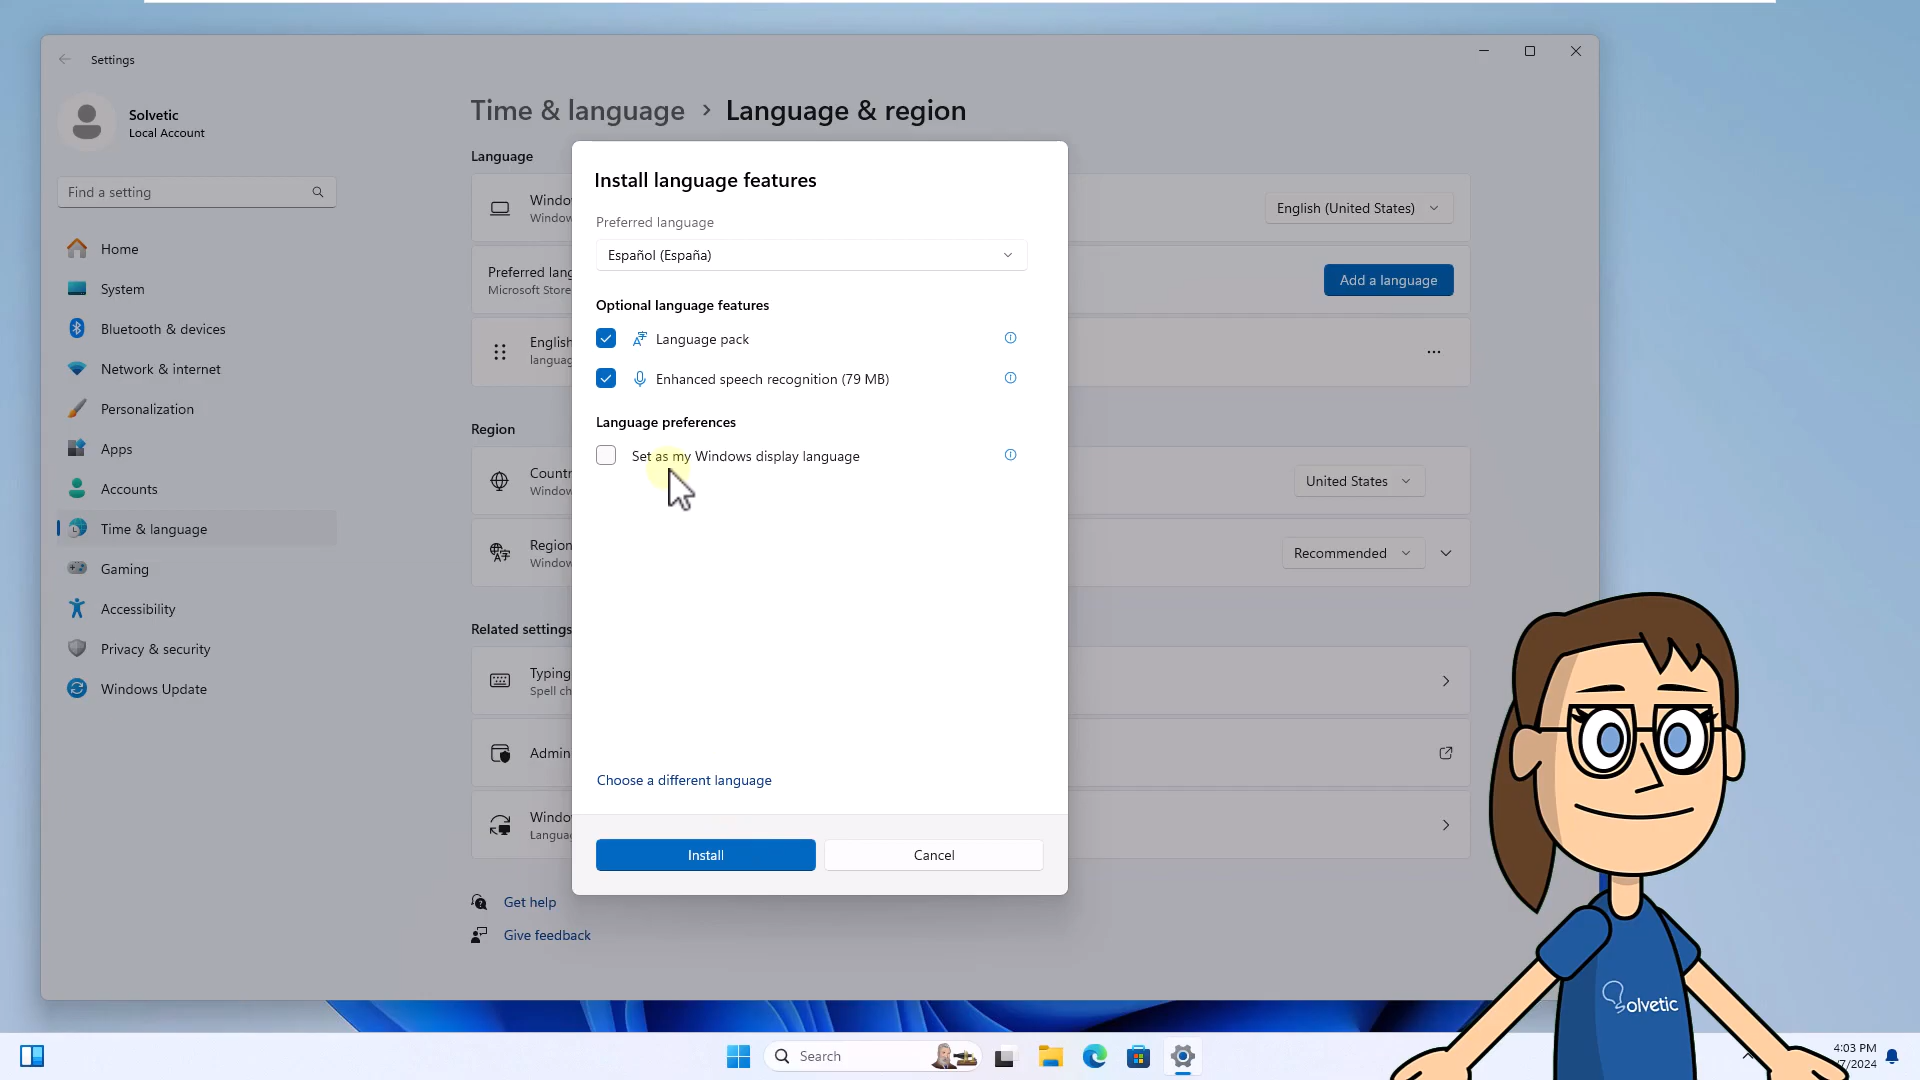 Settings
Solvetic
Local Account
Find a setting
Home
System
Bluetooth & devices
Network & internet
Personalization
Apps
Accounts
Time & language
Gaming
Accessibility
Privacy & security
Windows Update
Time & language > Language & region
Language
Windo
Window
English (United States)
Preferred lang
Microsoft Store
Add a language
English
languag
Region
Countr
Window
United States
Region
Window
Recommended
Related settings
Typing
Spell ch
Admin
Windo
Langua
Get help
Give feedback
Install language features
Preferred language
Español (España)
Optional language features
Language pack
Enhanced speech recognition (79 MB)
Language preferences
Set as my Windows display language
Choose a different language
Install
Cancel
Solvetic
Search
4:03 PM
/7/2024